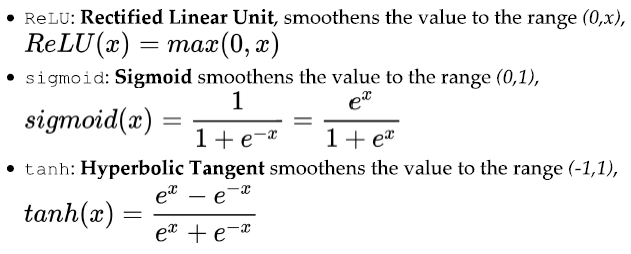 • ReLU: Rectified Linear Unit, smoothens the value to the range (0,x),
ReLU(x) = max(0, x)
• sigmoid: Sigmoid smoothens the value to the range (0,1),
sigmoid(x) = 1 / (1 + e^{-x}) = e^x / (1 + e^x)
• tanh: Hyperbolic Tangent smoothens the value to the range (-1,1),
tanh(x) = (e^x - e^{-x}) / (e^x + e^{-x})